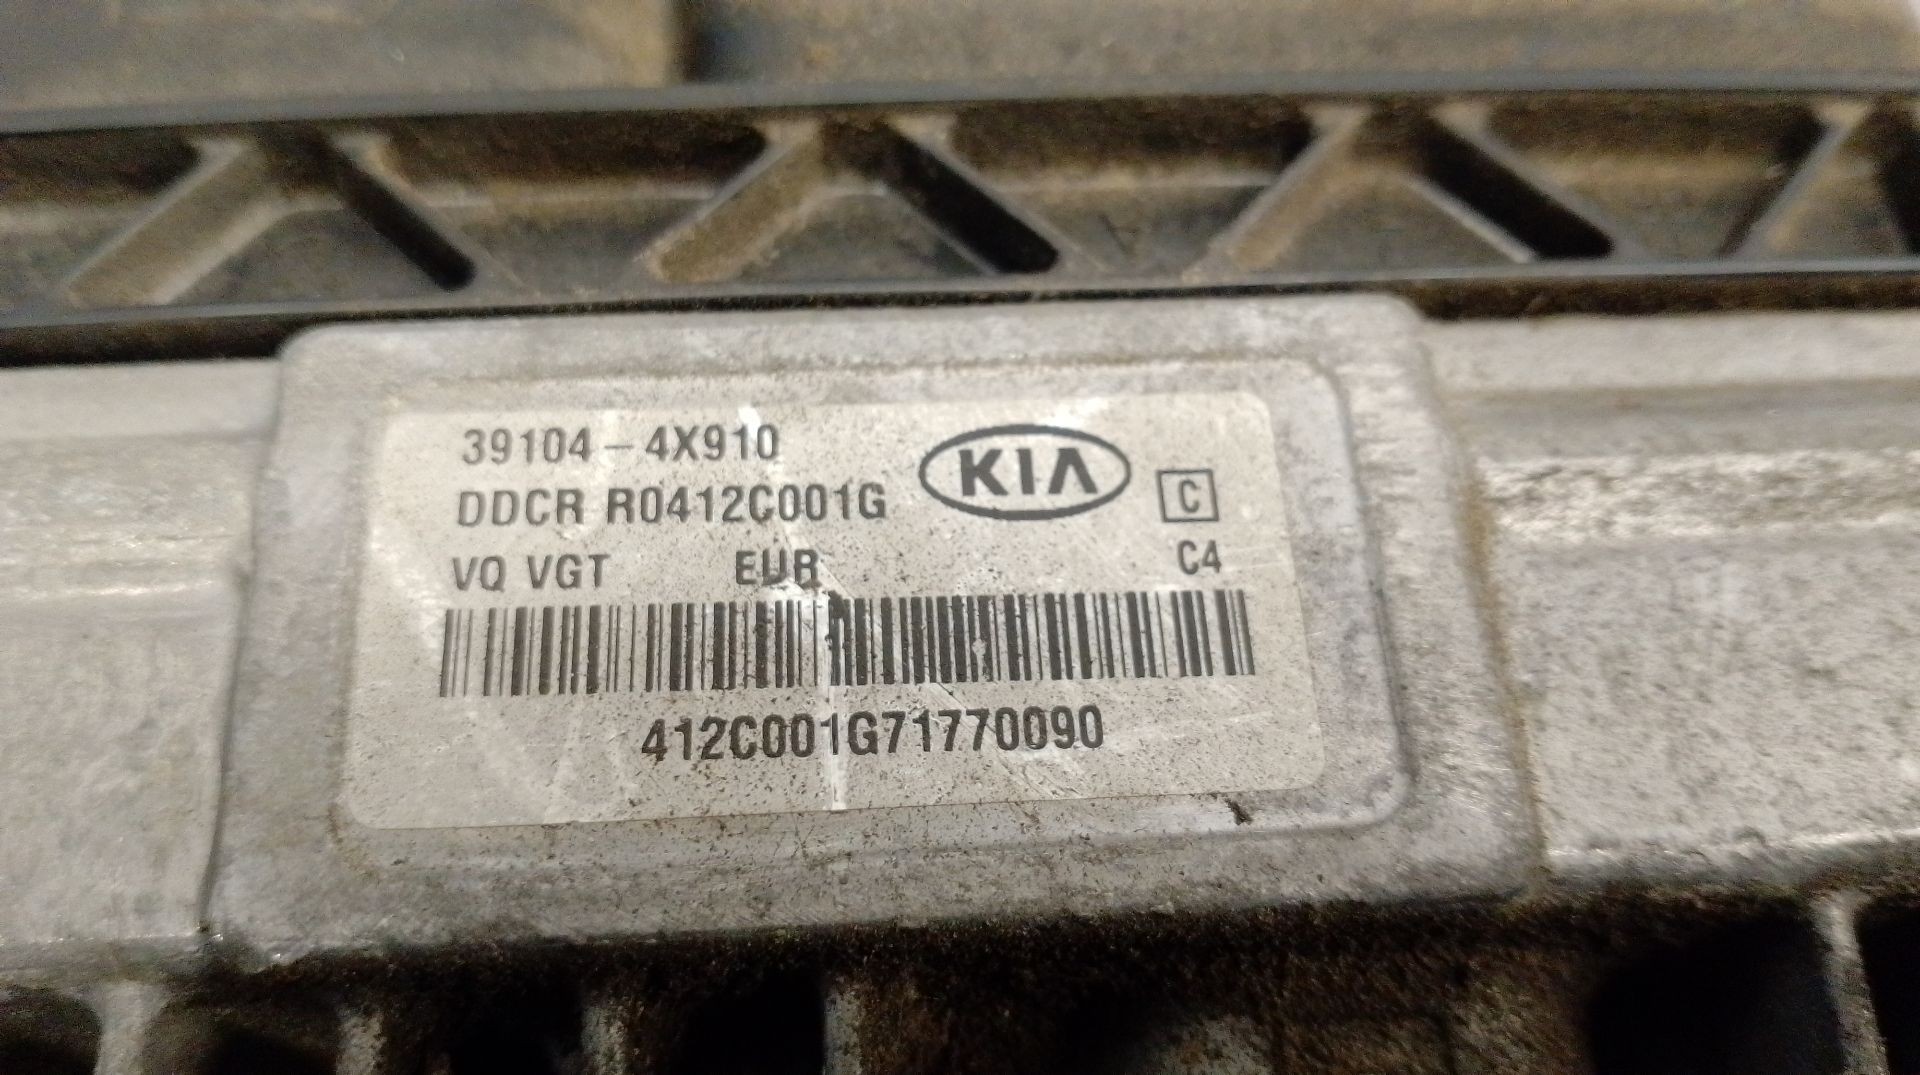 39104-4X910
DDCR R0412C001G
KIA
C
VQ VGT EUR C4
412C001G71770090